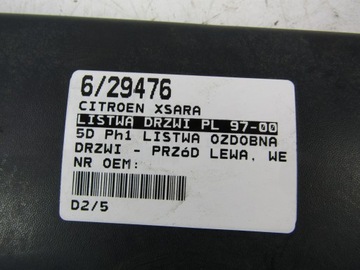 6/29476
CITROEN XSARA
LISTWA DRZWI PL 97-00
5D Ph1 LISTWA OZDOBNA
DRZWI - PRZÓD LEWA, WE
NR OEM:
D2/5